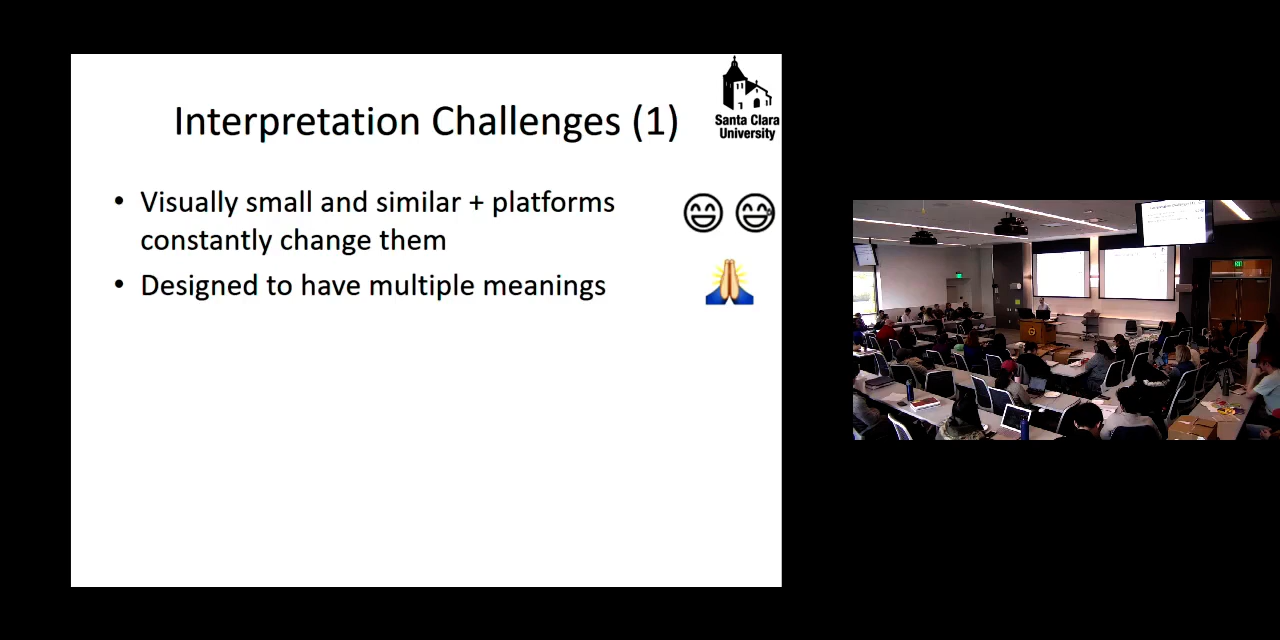 Interpretation Challenges (1)
Santa Clara
University
• Visually small and similar + platforms
constantly change them
• Designed to have multiple meanings